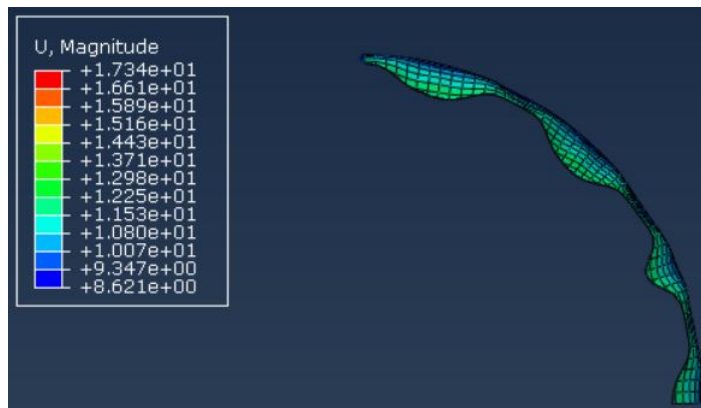 U, Magnitude
+1.734e+01
+1.661e+01
+1.589e+01
+1.516e+01
+1.443e+01
+1.371e+01
+1.298e+01
+1.225e+01
+1.153e+01
+1.080e+01
+1.007e+01
+9.347e+00
+8.621e+00